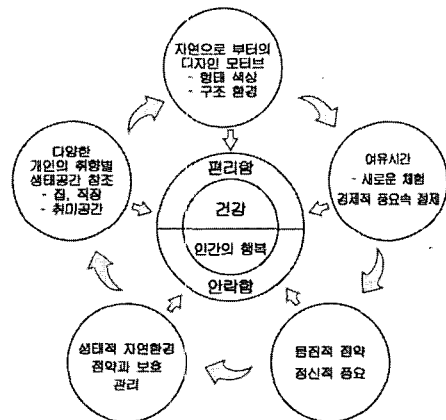 자연으로 부터의
디자인 모터브
- 형태 색상
- 구조 환경
다양한
개인의 취향별
생태공간 창조
- 집, 직장
- 취미공간
여유시간
- 새로운 체험
경제적 풍요속 절제
편리함
건강
인간의 행복
안락함
생태적 자연환경
절약과 보호
관리
물질적 절약
정신적 풍요